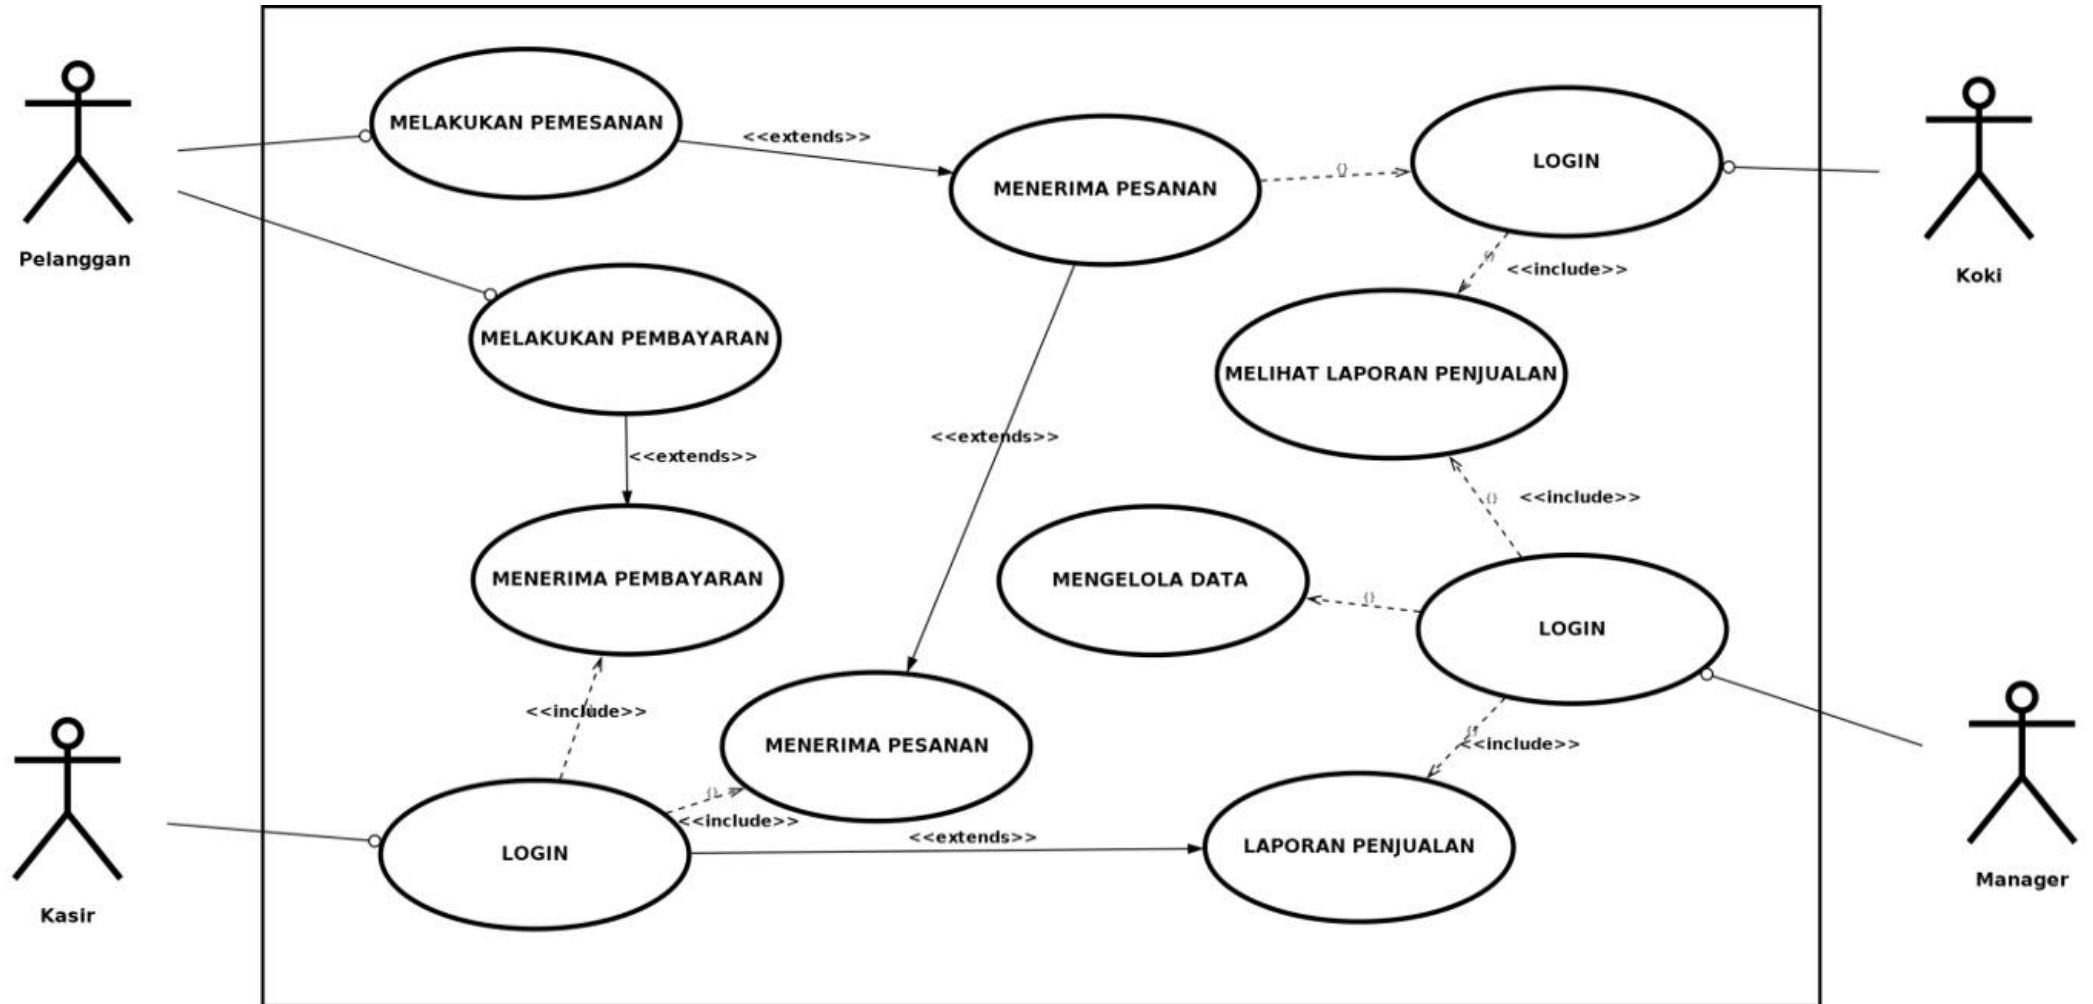 MELAKUKAN PEMESANAN
<<extends>>
MENERIMA PESANAN
{}
LOGIN
Pelanggan
Koki
{}
<<include>>
MELAKUKAN PEMBAYARAN
MELIHAT LAPORAN PENJUALAN
<<extends>>
<<extends>>
{}
<<include>>
MENERIMA PEMBAYARAN
MENGELOLA DATA
{}
LOGIN
<<include>>
MENERIMA PESANAN
{}
<<include>>
{}
<<include>>
<<extends>>
LOGIN
LAPORAN PENJUALAN
Kasir
Manager